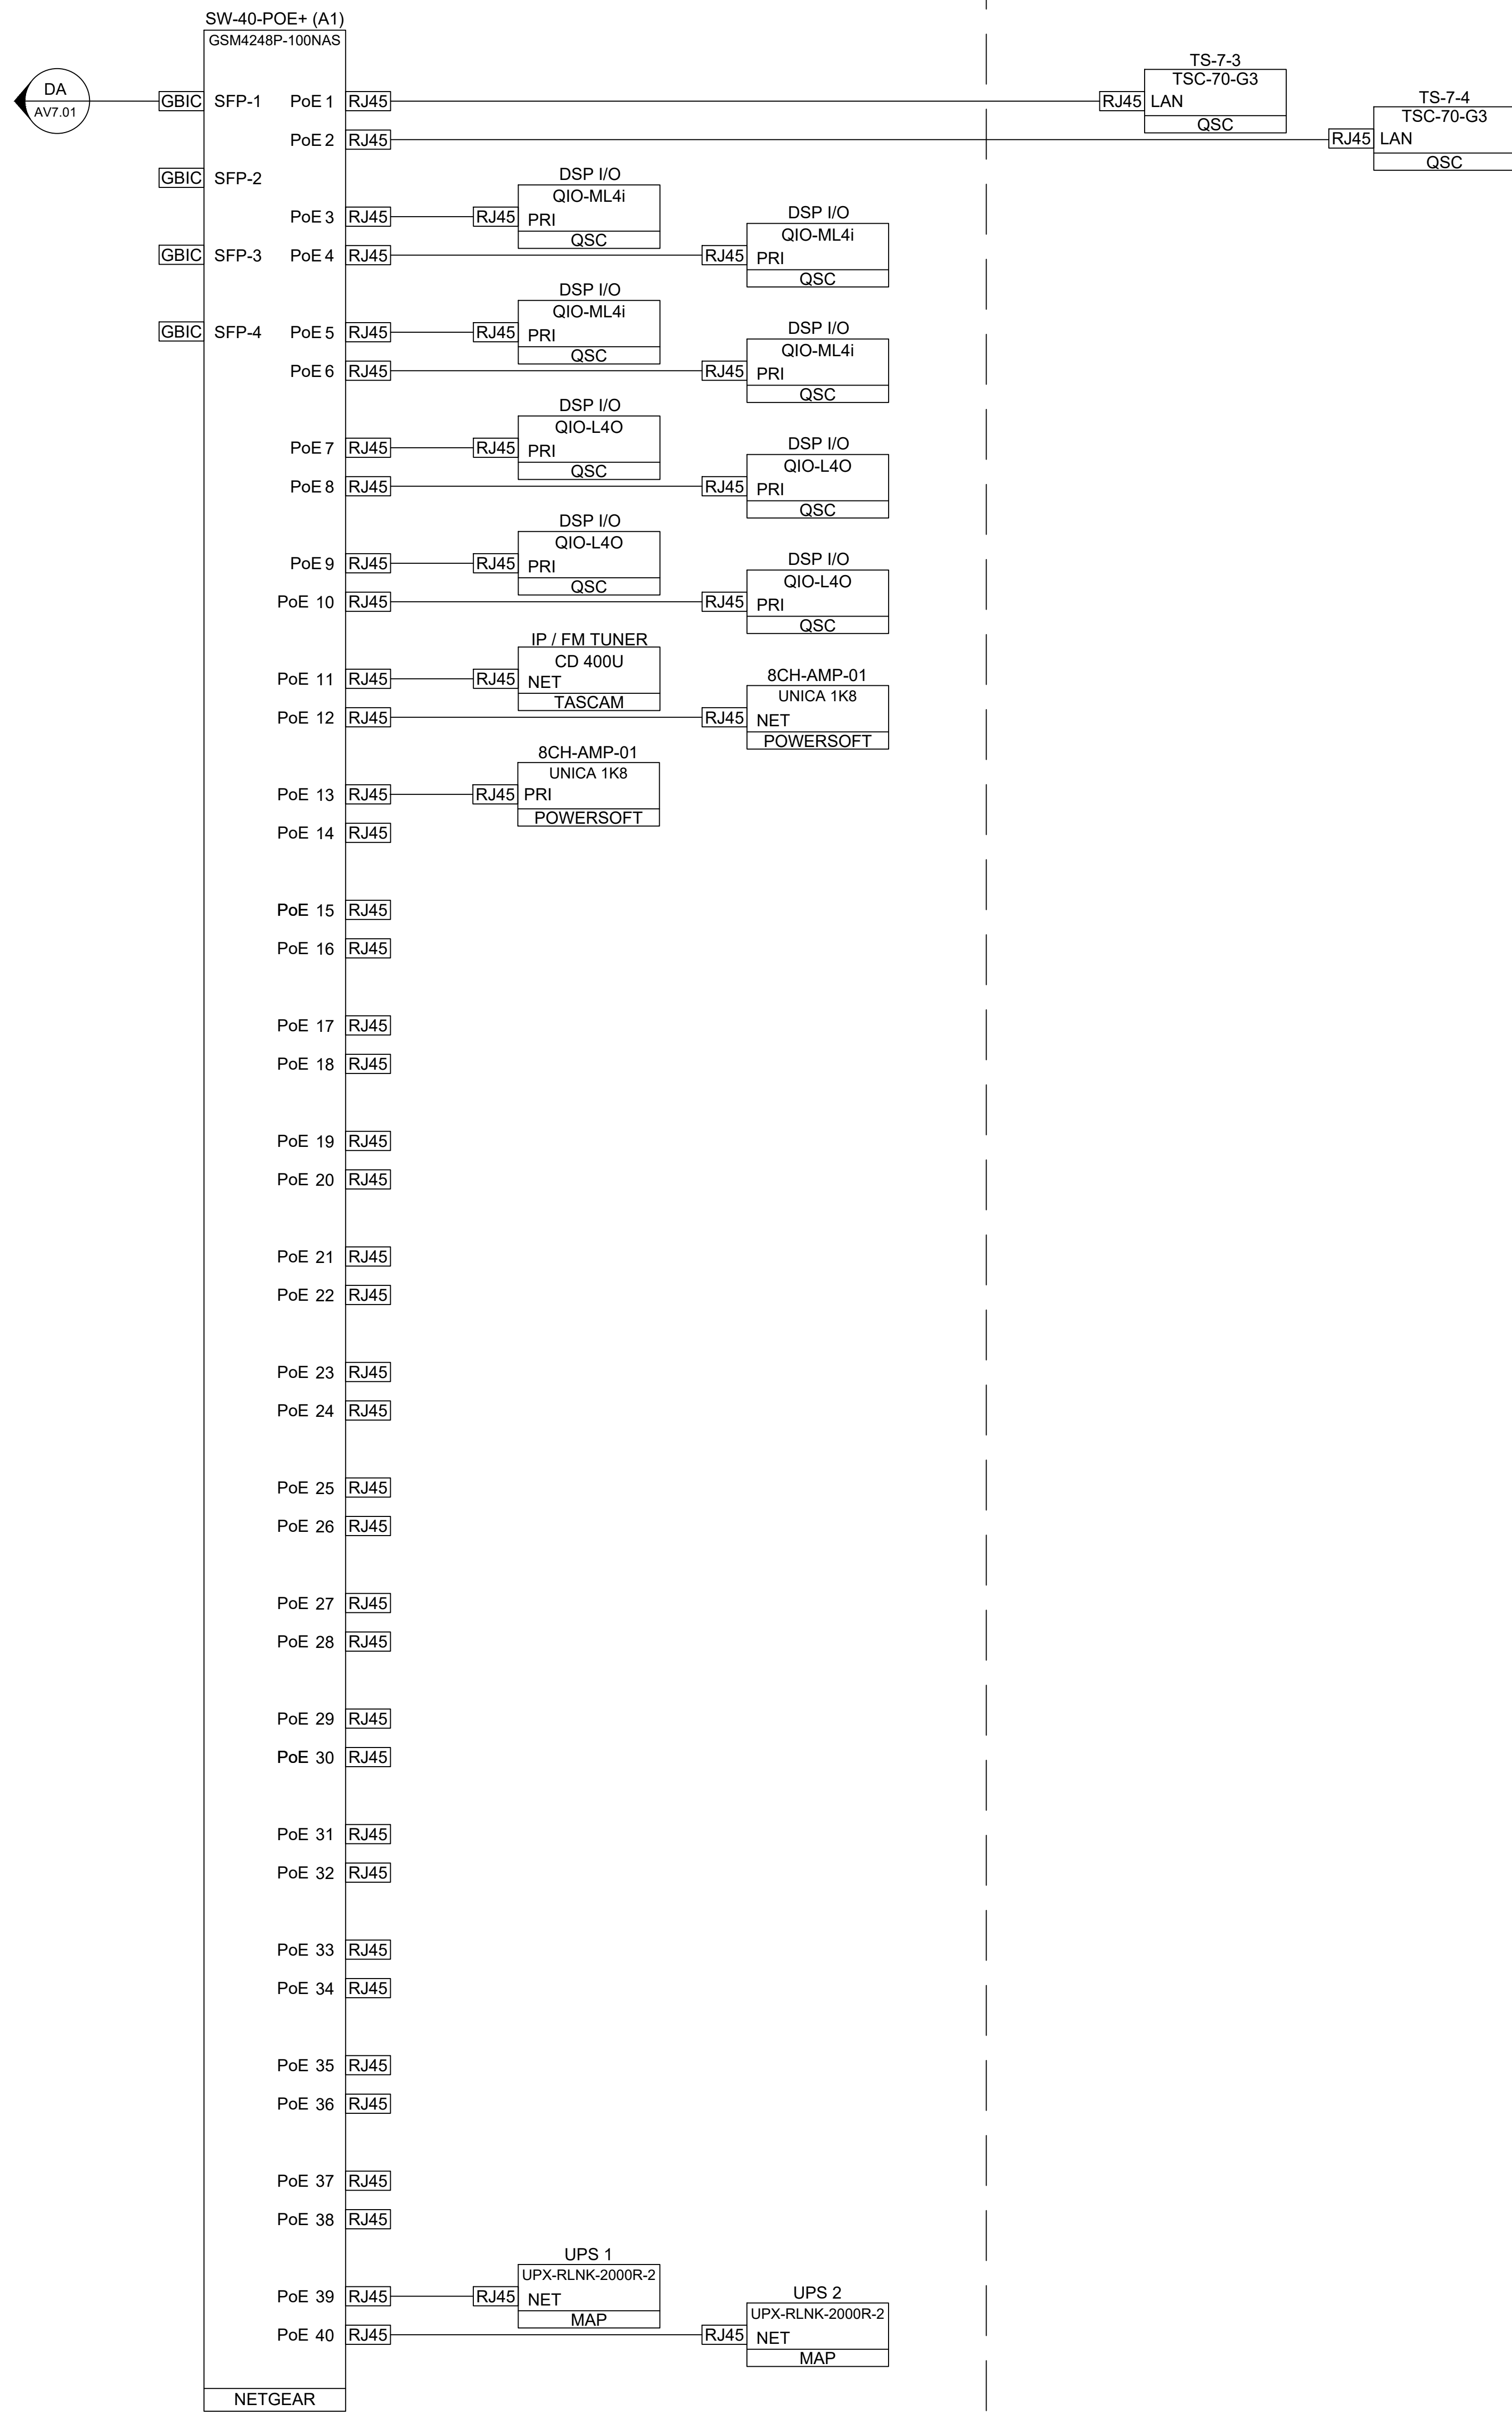 SW-40-POE+ (A1)
GSM4248P-100NAS
DA
AV7.01
GBIC SFP-1 PoE 1 RJ45
TS-7-3
TSC-70-G3
RJ45 LAN
QSC
TS-7-4
TSC-70-G3
PoE 2 RJ45 RJ45 LAN
QSC
GBIC SFP-2
DSP I/O
QIO-ML4i
PoE 3 RJ45 RJ45 PRI
QSC
DSP I/O
QIO-ML4i
GBIC SFP-3 PoE 4 RJ45 RJ45 PRI
QSC
DSP I/O
QIO-ML4i
GBIC SFP-4 PoE 5 RJ45 RJ45 PRI
QSC
DSP I/O
QIO-ML4i
PoE 6 RJ45 RJ45 PRI
QSC
DSP I/O
QIO-L4O
PoE 7 RJ45 RJ45 PRI
QSC
DSP I/O
QIO-L4O
PoE 8 RJ45 RJ45 PRI
QSC
DSP I/O
QIO-L4O
PoE 9 RJ45 RJ45 PRI
QSC
DSP I/O
QIO-L4O
PoE 10 RJ45 RJ45 PRI
QSC
IP / FM TUNER
CD 400U
PoE 11 RJ45 RJ45 NET
TASCAM
8CH-AMP-01
UNICA 1K8
PoE 12 RJ45 RJ45 NET
POWERSOFT
8CH-AMP-01
UNICA 1K8
PoE 13 RJ45 RJ45 PRI
POWERSOFT
PoE 14 RJ45
PoE 15 RJ45
PoE 16 RJ45
PoE 17 RJ45
PoE 18 RJ45
PoE 19 RJ45
PoE 20 RJ45
PoE 21 RJ45
PoE 22 RJ45
PoE 23 RJ45
PoE 24 RJ45
PoE 25 RJ45
PoE 26 RJ45
PoE 27 RJ45
PoE 28 RJ45
PoE 29 RJ45
PoE 30 RJ45
PoE 31 RJ45
PoE 32 RJ45
PoE 33 RJ45
PoE 34 RJ45
PoE 35 RJ45
PoE 36 RJ45
PoE 37 RJ45
PoE 38 RJ45
UPS 1
UPX-RLNK-2000R-2
PoE 39 RJ45 RJ45 NET
MAP
UPS 2
UPX-RLNK-2000R-2
PoE 40 RJ45 RJ45 NET
MAP
NETGEAR